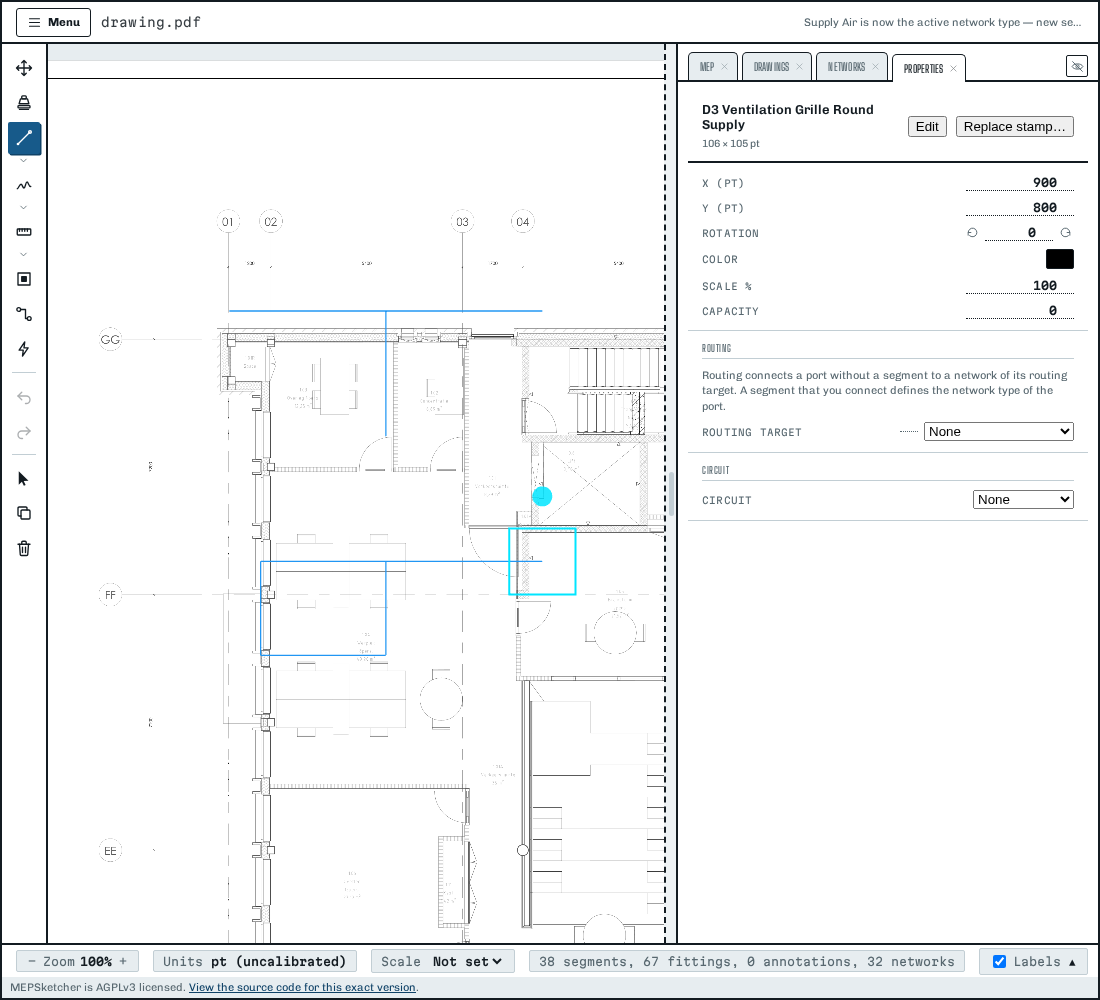 Menu drawing.pdf Supply Air is now the active network type — new se…
MEP × DRAWINGS × NETWORKS × PROPERTIES ×
D3 Ventilation Grille Round
Supply
106 × 105 pt
Edit Replace stamp…
X (PT) 900
Y (PT) 800
ROTATION 0
COLOR
SCALE % 100
CAPACITY 0
ROUTING
Routing connects a port without a segment to a network of its routing
target. A segment that you connect defines the network type of the
port.
ROUTING TARGET None
CIRCUIT
CIRCUIT None
01 02 03 04
GG
FF
EE
− Zoom 100% + Units pt (uncalibrated) Scale Not set 38 segments, 67 fittings, 0 annotations, 32 networks Labels ▲
MEPSketcher is AGPLv3 licensed. View the source code for this exact version.